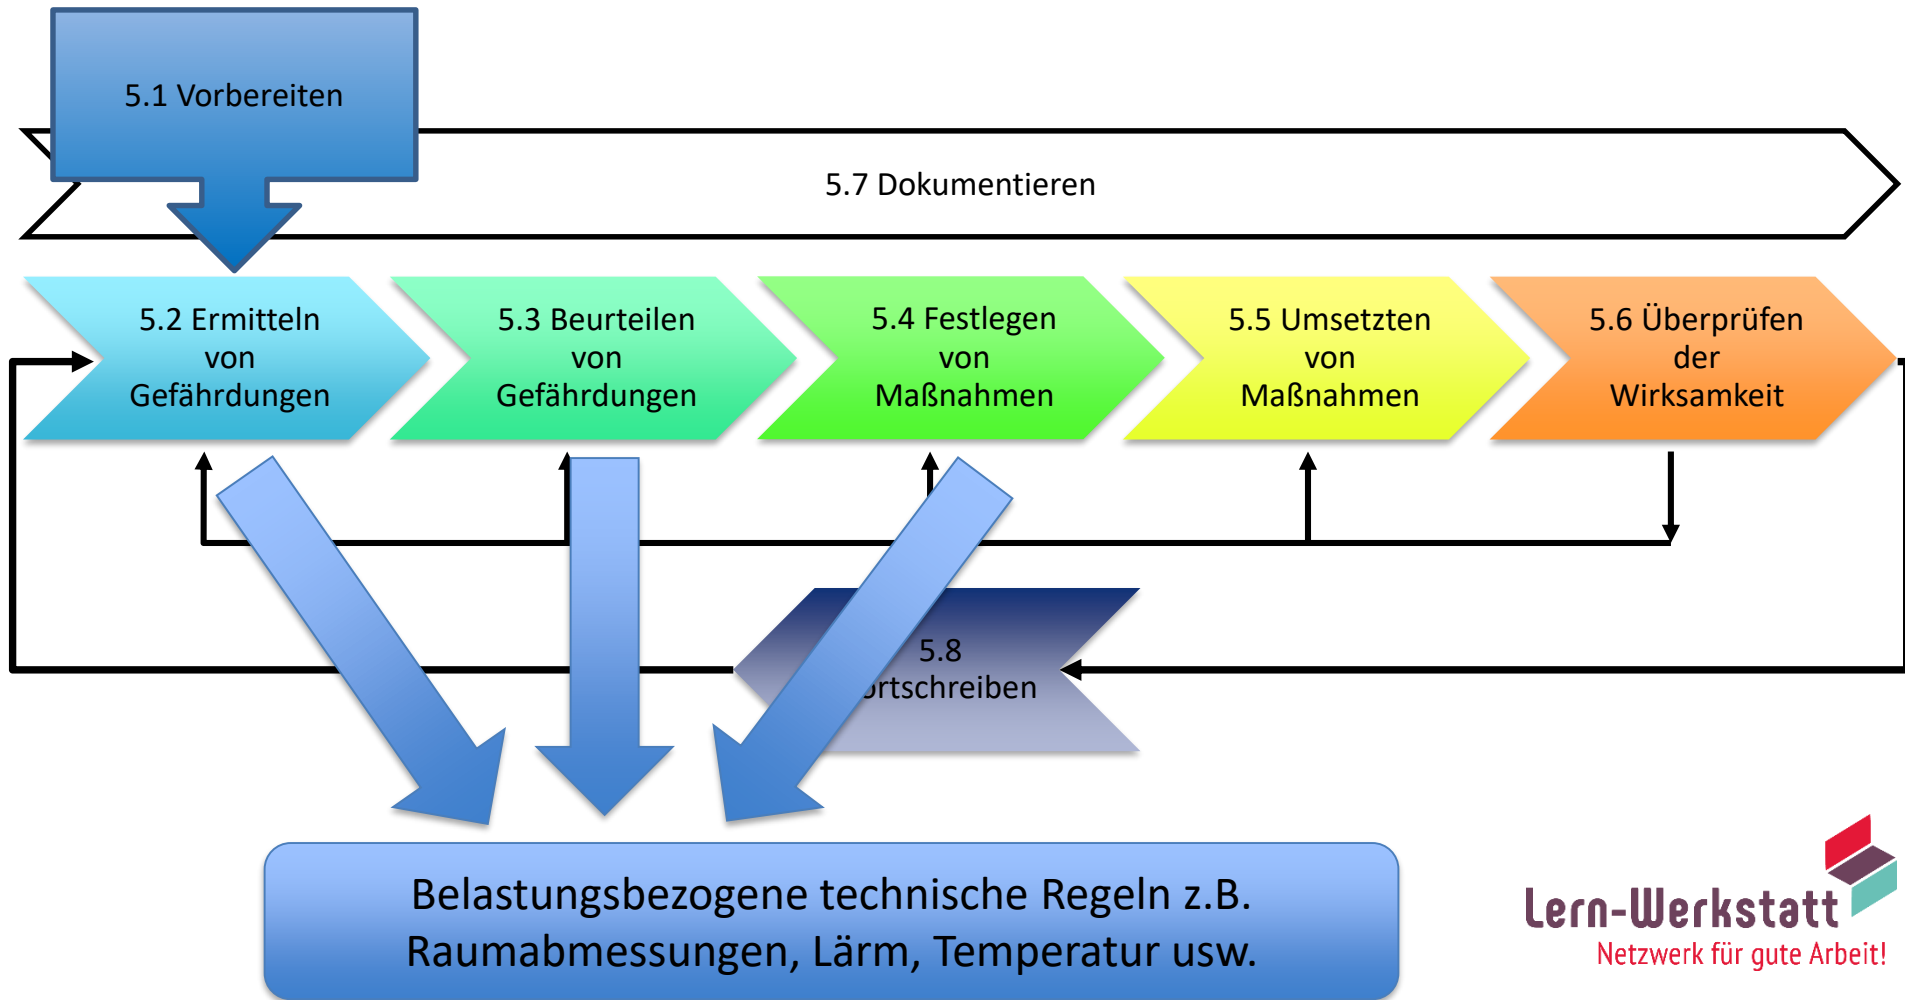 5.1 Vorbereiten
5.7 Dokumentieren
5.2 Ermitteln
von
Gefährdungen
5.3 Beurteilen
von
Gefährdungen
5.4 Festlegen
von
Maßnahmen
5.5 Umsetzten
von
Maßnahmen
5.6 Überprüfen
der
Wirksamkeit
5.8
ortschreiben
Belastungsbezogene technische Regeln z.B.
Raumabmessungen, Lärm, Temperatur usw.
Lern-Werkstatt
Netzwerk für gute Arbeit!